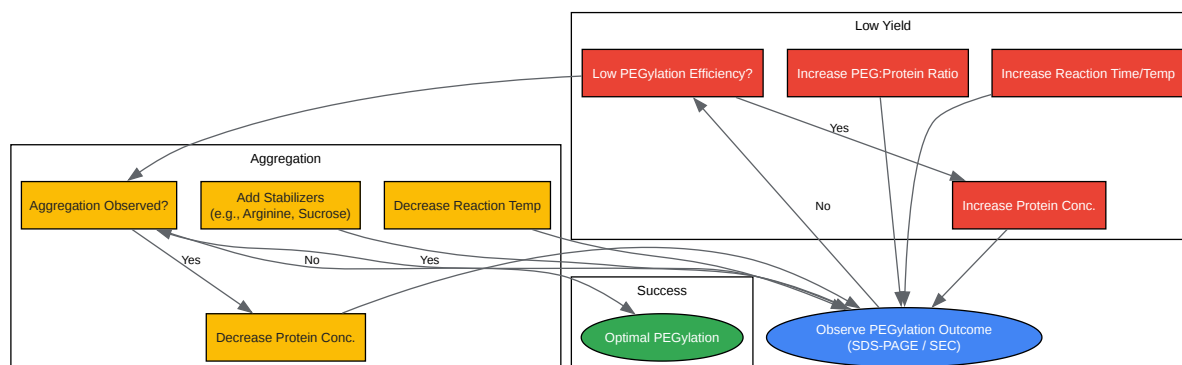 Low Yield
Low PEGylation Efficiency?
Increase PEG:Protein Ratio
Increase Reaction Time/Temp
Yes
Aggregation
Aggregation Observed?
Add Stabilizers
(e.g., Arginine, Sucrose)
Decrease Reaction Temp
Increase Protein Conc.
No
Yes
No
Yes
Success
Decrease Protein Conc.
Optimal PEGylation
Observe PEGylation Outcome
(SDS-PAGE / SEC)